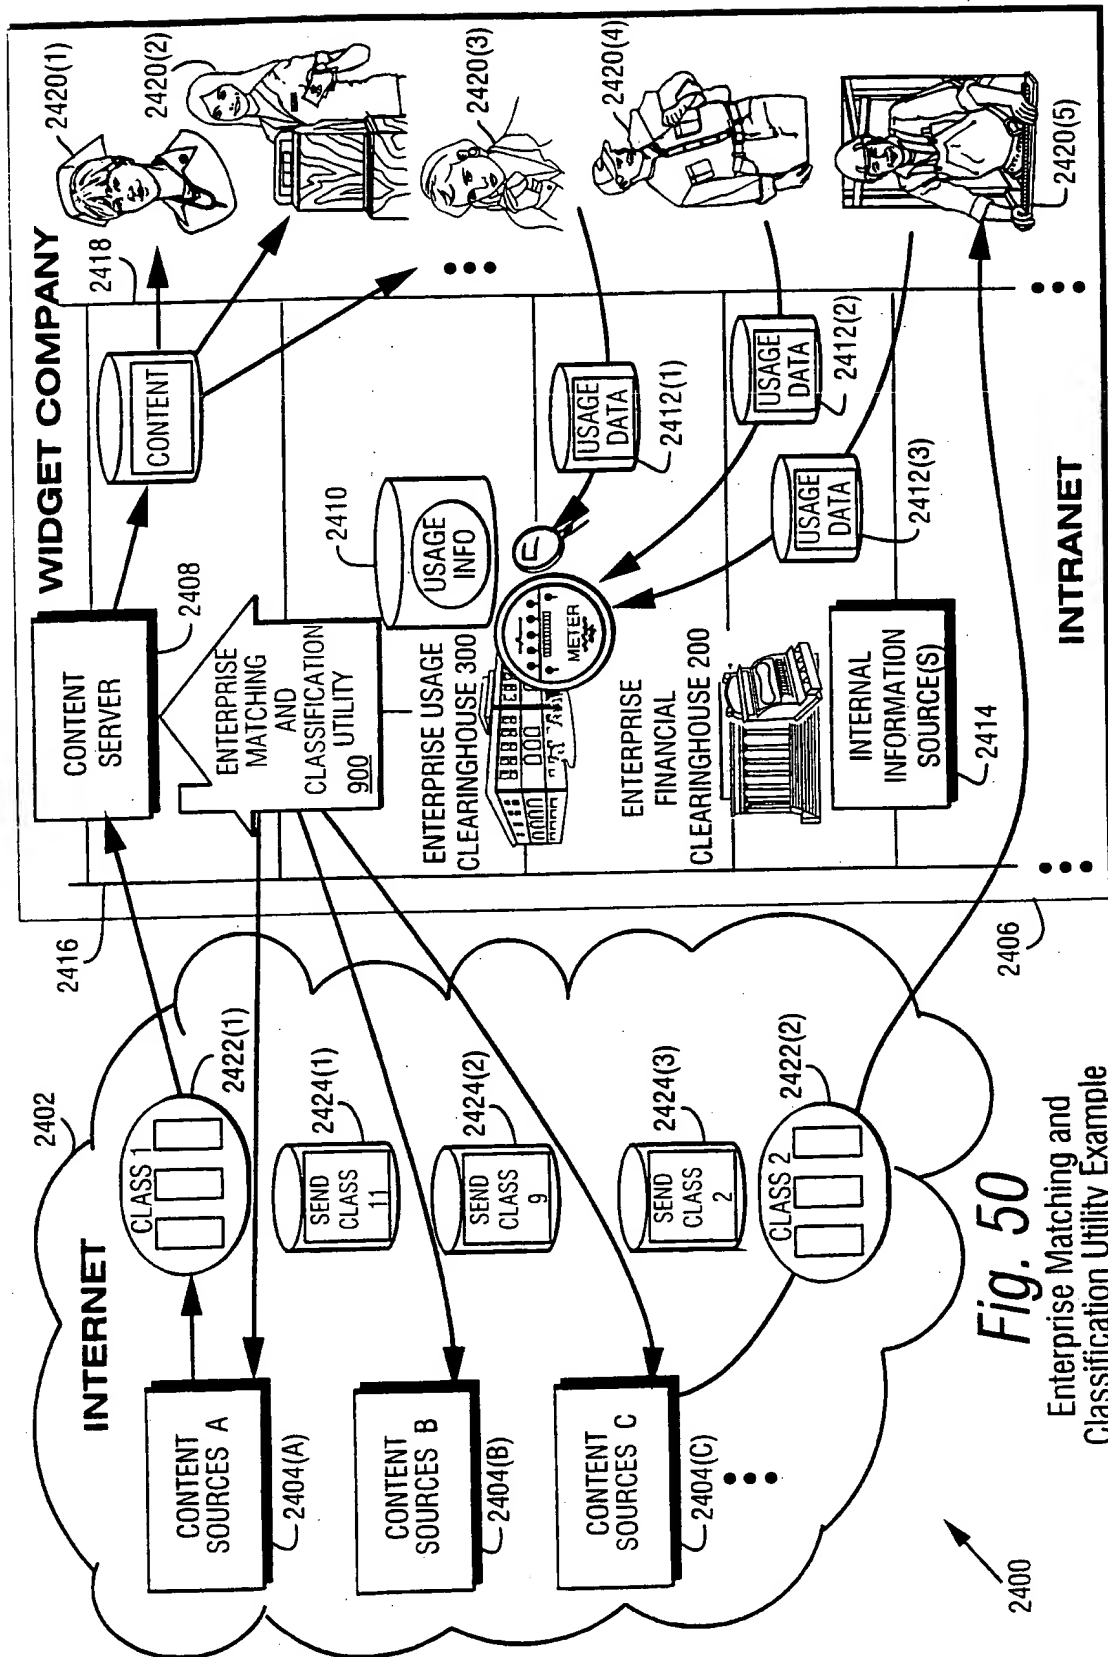 WIDGET COMPANY
INTERNET
2402
2416
CONTENT
SERVER
2408
CONTENT
2418
2420(1)
2420(2)
2420(3)
2420(4)
2420(5)
ENTERPRISE
MATCHING
AND
CLASSIFICATION
UTILITY
900
CLASS 1
2422(1)
CONTENT
SOURCES A
2404(A)
SEND
CLASS
11
2424(1)
ENTERPRISE USAGE
CLEARINGHOUSE 300
USAGE
INFO
2410
METER
USAGE
DATA
2412(1)
CONTENT
SOURCES B
2404(B)
SEND
CLASS
9
2424(2)
ENTERPRISE
FINANCIAL
CLEARINGHOUSE 200
USAGE
DATA
2412(2)
USAGE
DATA
2412(3)
CONTENT
SOURCES C
2404(C)
SEND
CLASS
2
2424(3)
CLASS 2
2422(2)
INTERNAL
INFORMATION
SOURCE(S)
2414
2406
INTRANET
2400
Fig. 50
Enterprise Matching and
Classification Utility Example